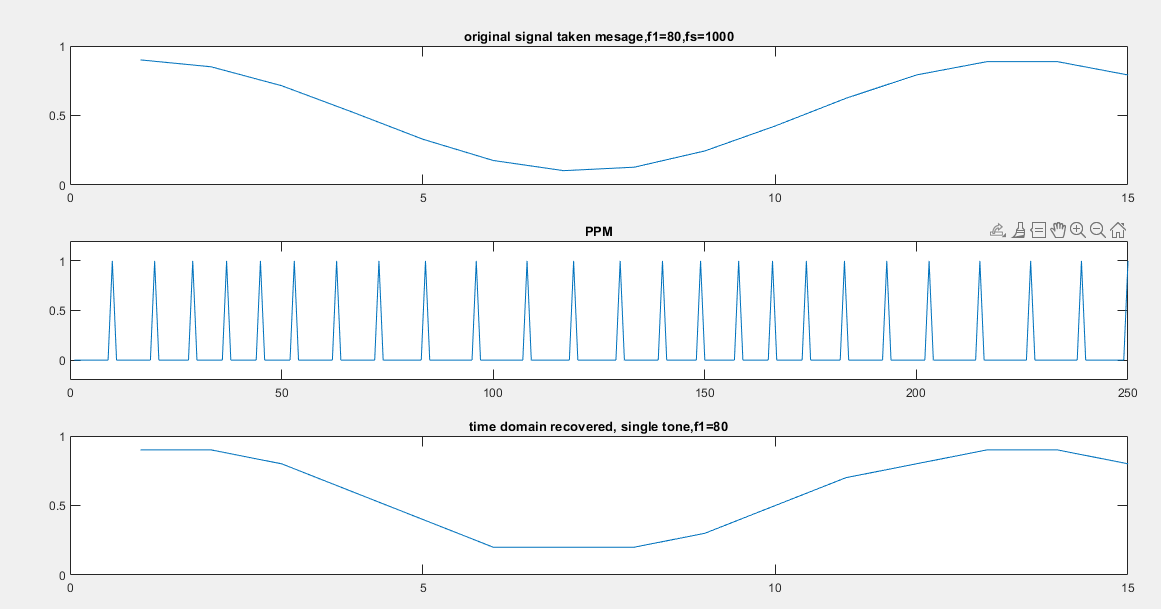 original signal taken mesage,f1=80,fs=1000
1
0.5
0
0 5 10 15
PPM
1
0.5
0
0 50 100 150 200 250
time domain recovered, single tone,f1=80
1
0.5
0
0 5 10 15